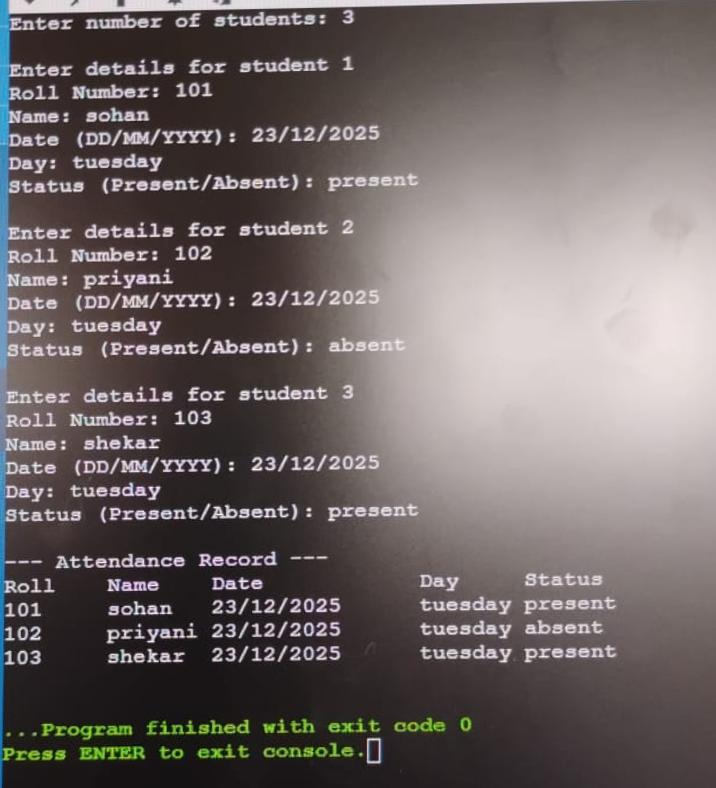 Enter number of students: 3
Enter details for student 1
Roll Number: 101
Name: sohan
Date (DD/MM/YYYY): 23/12/2025
Day: tuesday
Status (Present/Absent): present
Enter details for student 2
Roll Number: 102
Name: priyani
Date (DD/MM/YYYY): 23/12/2025
Day: tuesday
Status (Present/Absent): absent
Enter details for student 3
Roll Number: 103
Name: shekar
Date (DD/MM/YYYY): 23/12/2025
Day: tuesday
Status (Present/Absent): present
--- Attendance Record ---
Roll Name Date Day Status
101 sohan 23/12/2025 tuesday present
102 priyani 23/12/2025 tuesday absent
103 shekar 23/12/2025 tuesday present
...Program finished with exit code 0
Press ENTER to exit console.